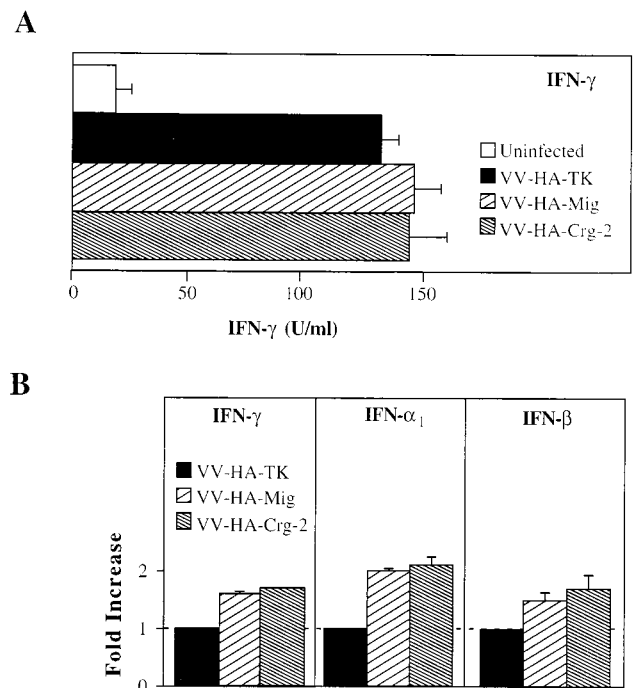 A
IFN-γ
Uninfected
VV-HA-TK
VV-HA-Mig
VV-HA-Crg-2
0 50 100 150
IFN-γ (U/ml)
B
IFN-γ IFN-α1 IFN-β
VV-HA-TK
VV-HA-Mig
VV-HA-Crg-2
Fold Increase
2
1
0